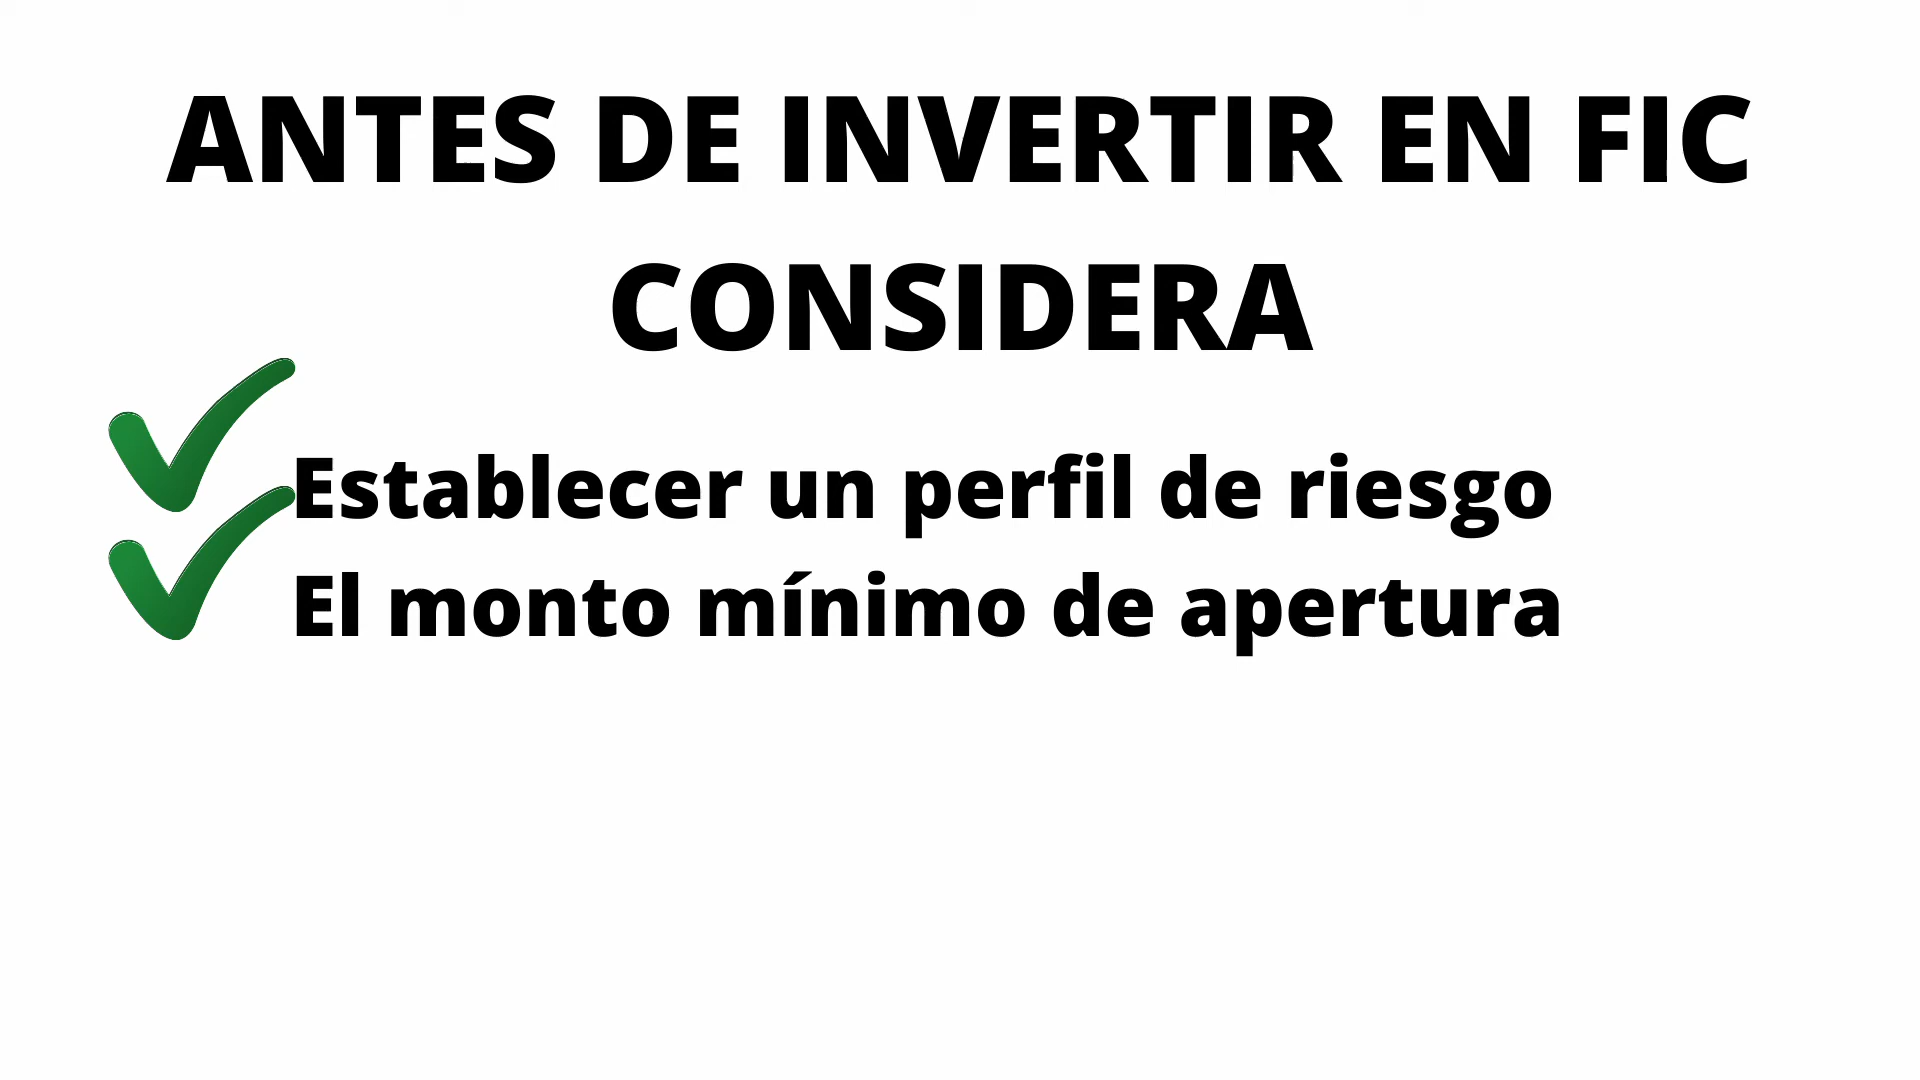 ANTES DE INVERTIR EN FIC
CONSIDERA
Establecer un perfil de riesgo
El monto mínimo de apertura